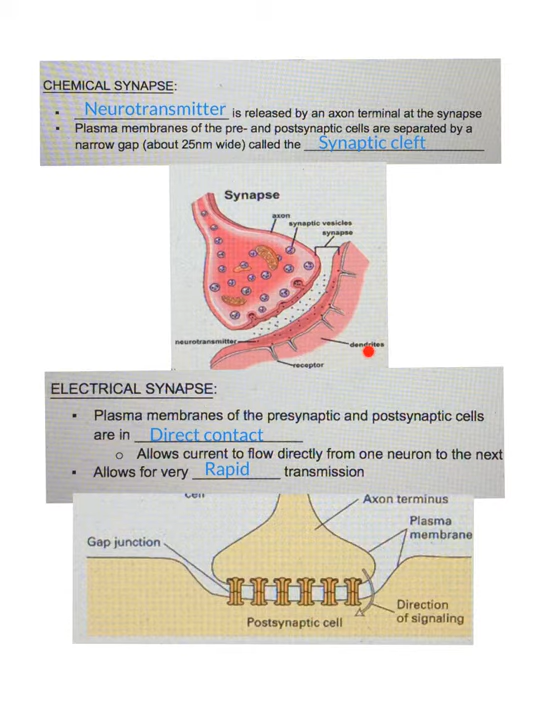 CHEMICAL SYNAPSE:
▪ Neurotransmitter is released by an axon terminal at the synapse
▪ Plasma membranes of the pre- and postsynaptic cells are separated by a
narrow gap (about 25nm wide) called the Synaptic cleft
Synapse
axon
synaptic vesicles
synapse
neurotransmitter
dendrites
receptor
ELECTRICAL SYNAPSE:
▪ Plasma membranes of the presynaptic and postsynaptic cells
are in Direct contact
o Allows current to flow directly from one neuron to the next
▪ Allows for very Rapid transmission
cell
Axon terminus
Plasma
membrane
Gap junction
Direction
of signaling
Postsynaptic cell